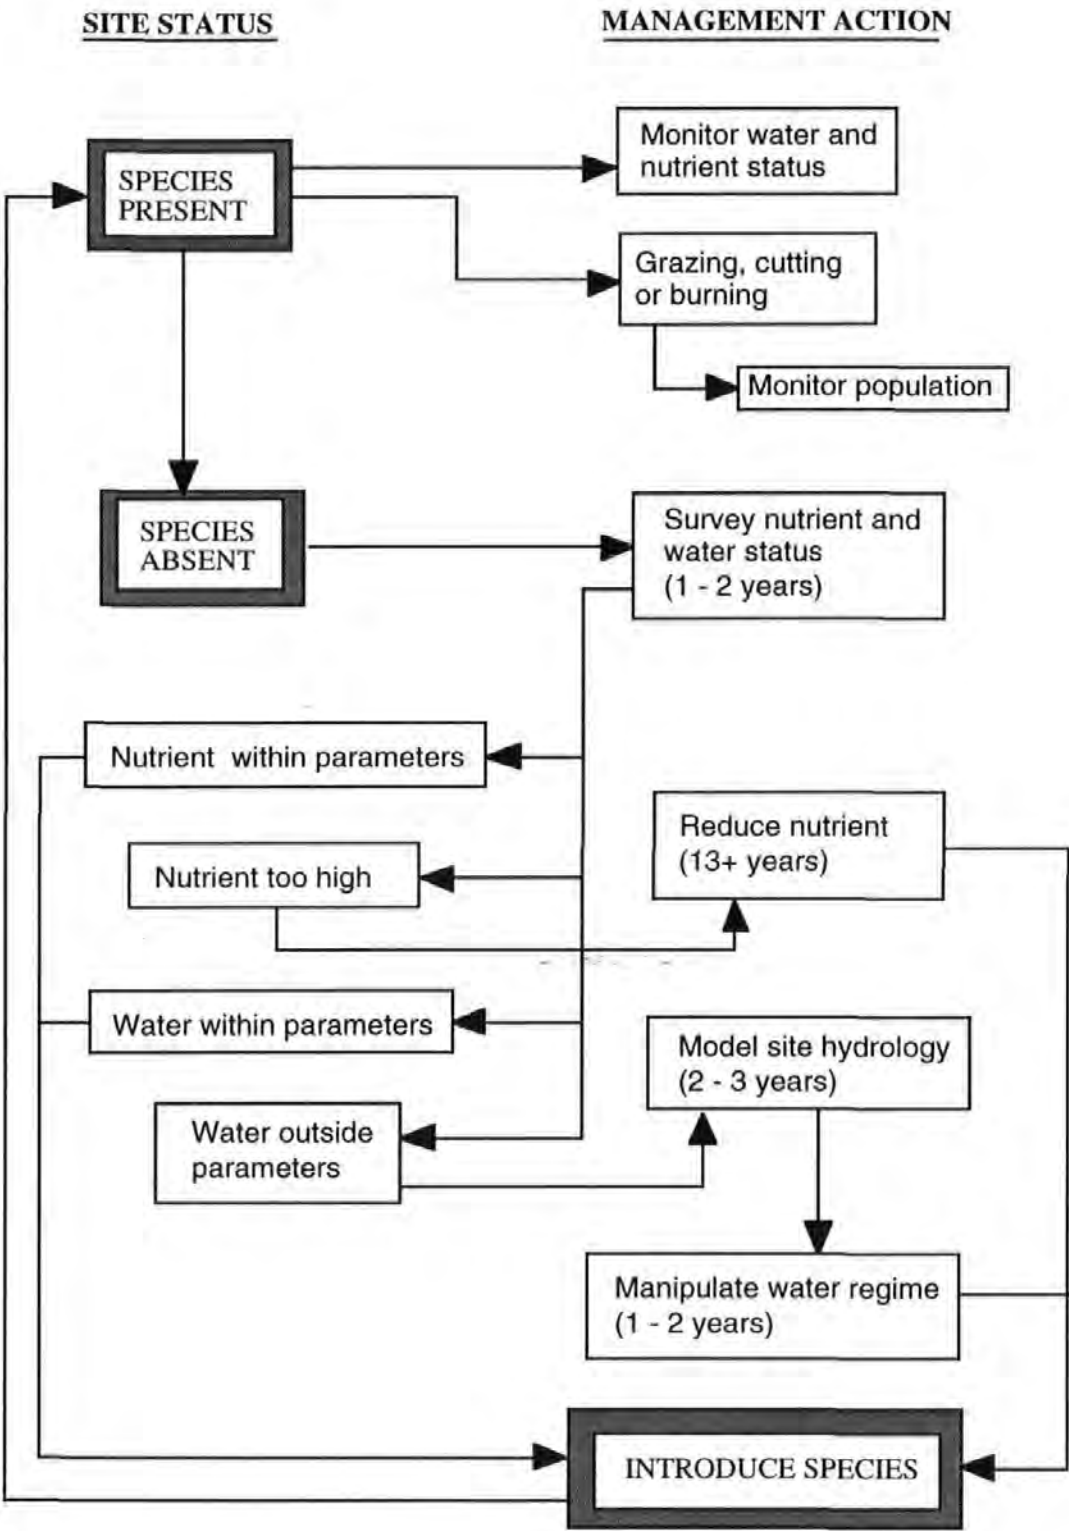 SITE STATUS
MANAGEMENT ACTION
Monitor water and
nutrient status
SPECIES
PRESENT
Grazing, cutting
or burning
Monitor population
SPECIES
ABSENT
Survey nutrient and
water status
(1 - 2 years)
Nutrient within parameters
Reduce nutrient
(13+ years)
Nutrient too high
Water within parameters
Model site hydrology
(2 - 3 years)
Water outside
parameters
Manipulate water regime
(1 - 2 years)
INTRODUCE SPECIES